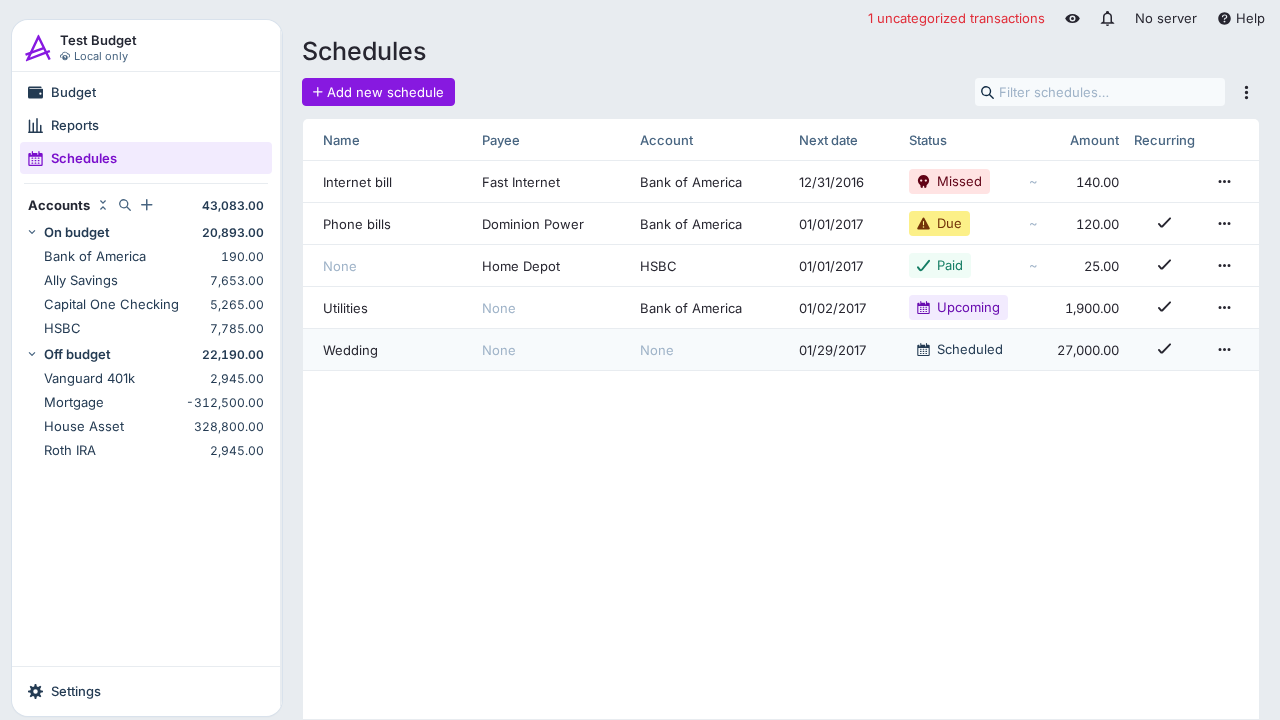 1 uncategorized transactions
No server
Help
Test Budget
Local only
Budget
Reports
Schedules
Accounts 43,083.00
On budget 20,893.00
Bank of America 190.00
Ally Savings 7,653.00
Capital One Checking 5,265.00
HSBC 7,785.00
Off budget 22,190.00
Vanguard 401k 2,945.00
Mortgage -312,500.00
House Asset 328,800.00
Roth IRA 2,945.00
Settings
Schedules
Add new schedule
Filter schedules…
Name Payee Account Next date Status Amount Recurring
Internet bill Fast Internet Bank of America 12/31/2016 Missed ~ 140.00
Phone bills Dominion Power Bank of America 01/01/2017 Due ~ 120.00
None Home Depot HSBC 01/01/2017 Paid ~ 25.00
Utilities None Bank of America 01/02/2017 Upcoming 1,900.00
Wedding None None 01/29/2017 Scheduled 27,000.00